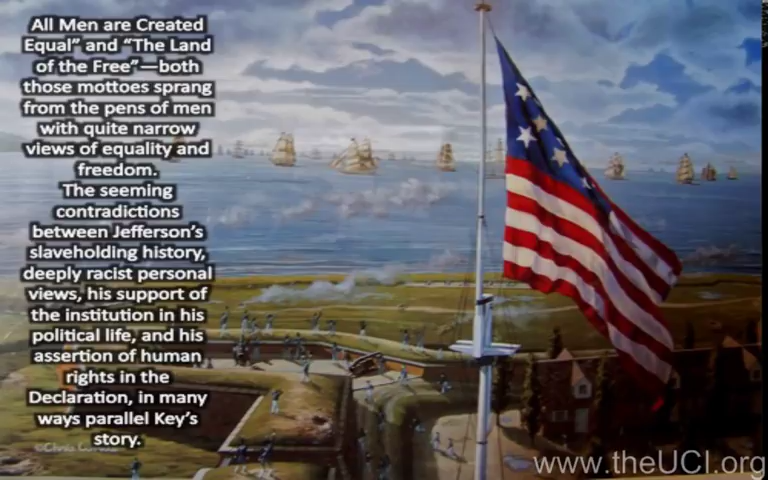 All Men are Created
Equal” and “The Land
of the Free”—both
those mottoes sprang
from the pens of men
with quite narrow
views of equality and
freedom.
The seeming
contradictions
between Jefferson’s
slaveholding history,
deeply racist personal
views, his support of
the institution in his
political life, and his
assertion of human
rights in the
Declaration, in many
ways parallel Key’s
story.
www.theUCI.org